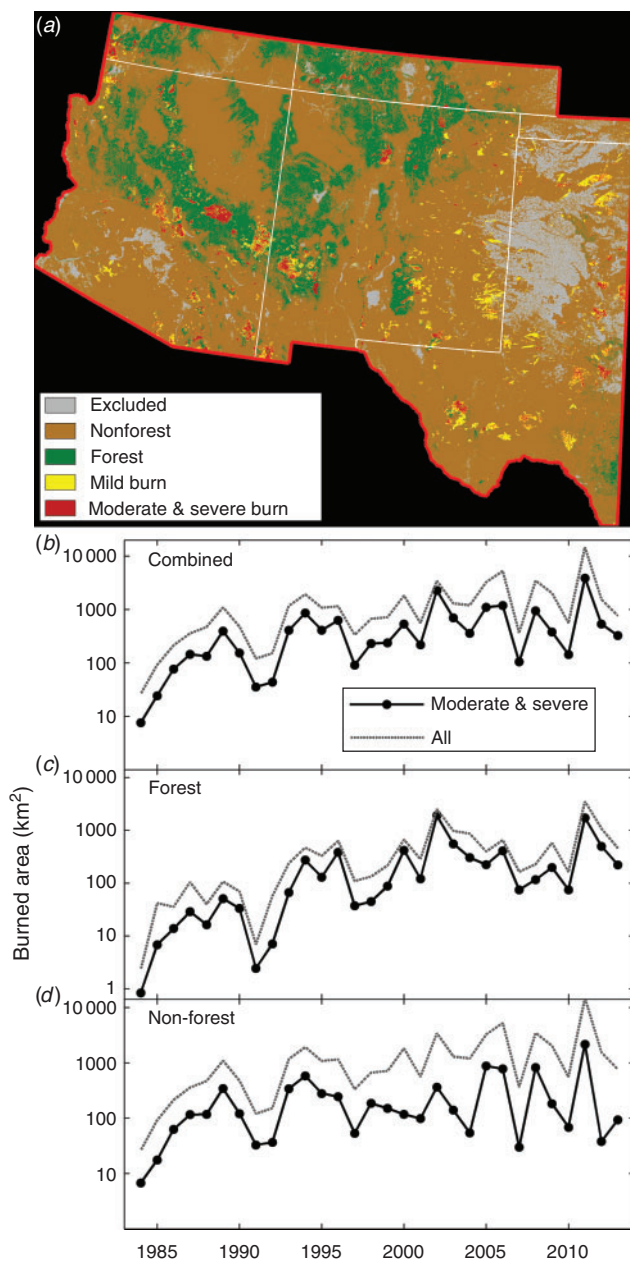 (a)
Excluded
Nonforest
Forest
Mild burn
Moderate & severe burn
(b)
Combined
10 000
1000
100
10
Moderate & severe
All
(c)
Forest
10 000
1000
100
10
1
Burned area (km²)
(d)
Non-forest
10 000
1000
100
10
1985 1990 1995 2000 2005 2010